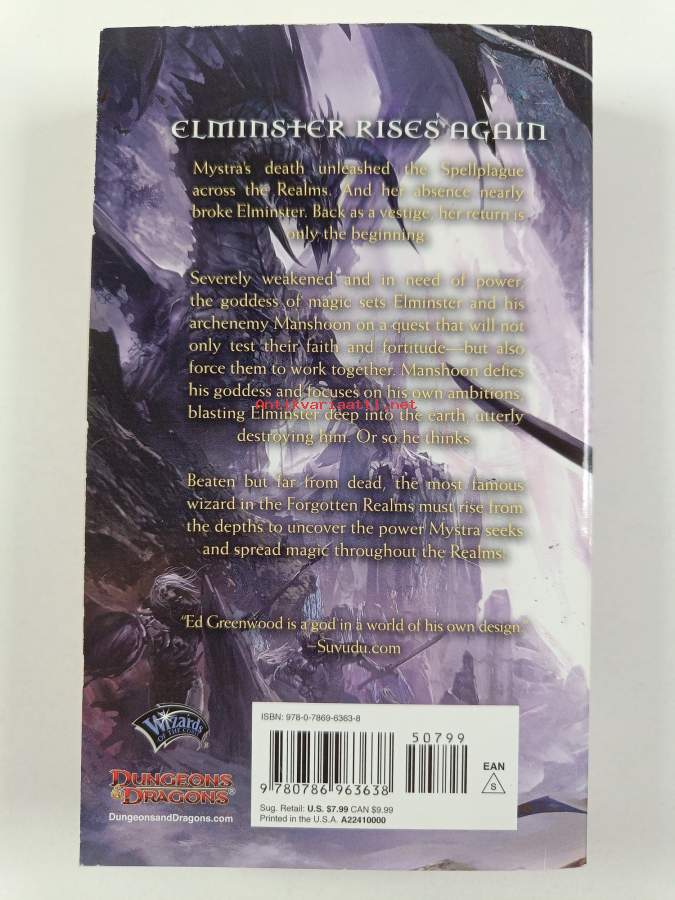 ELMINSTER RISES AGAIN
Mystra's death unleashed the Spellplague
across the Realms. And her absence nearly
broke Elminster. Back as a vestige, her return is
only the beginning.
Severely weakened and in need of power,
the goddess of magic sets Elminster and his
archenemy Manshoon on a quest that will not
only test their faith and fortitude—but also
force them to work together. Manshoon defies
his goddess and focuses on his own ambitions,
Antikvariaatti.net
blasting Elminster deep into the earth, utterly
destroying him. Or so he thinks.
Beaten but far from dead, the most famous
wizard in the Forgotten Realms must rise from
the depths to uncover the power Mystra seeks
and spread magic throughout the Realms.
"Ed Greenwood is a god in a world of his own design."
—Suvudu.com
Wizards
OF THE COAST®
DUNGEONS
& DRAGONS®
DungeonsandDragons.com
ISBN: 978-0-7869-6363-8
50799
9 780786 963638
EAN
S
Sug. Retail: U.S. $7.99 CAN $9.99
Printed in the U.S.A. A22410000